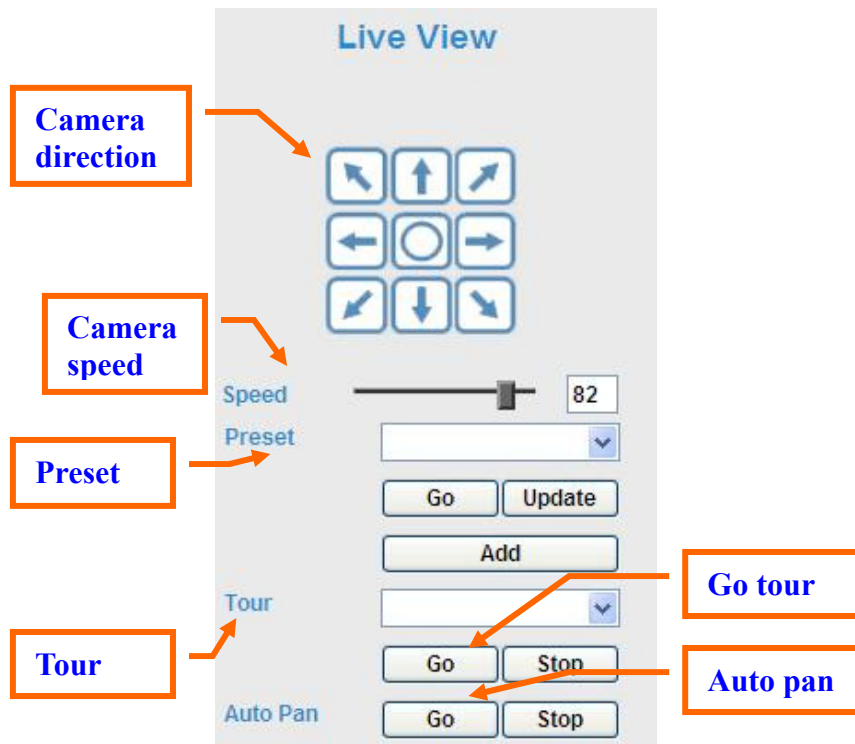 Live View
Camera
direction
Camera
speed
Speed
82
Preset
Preset
Go
Update
Add
Go tour
Tour
Tour
Go
Stop
Auto pan
Auto Pan
Go
Stop